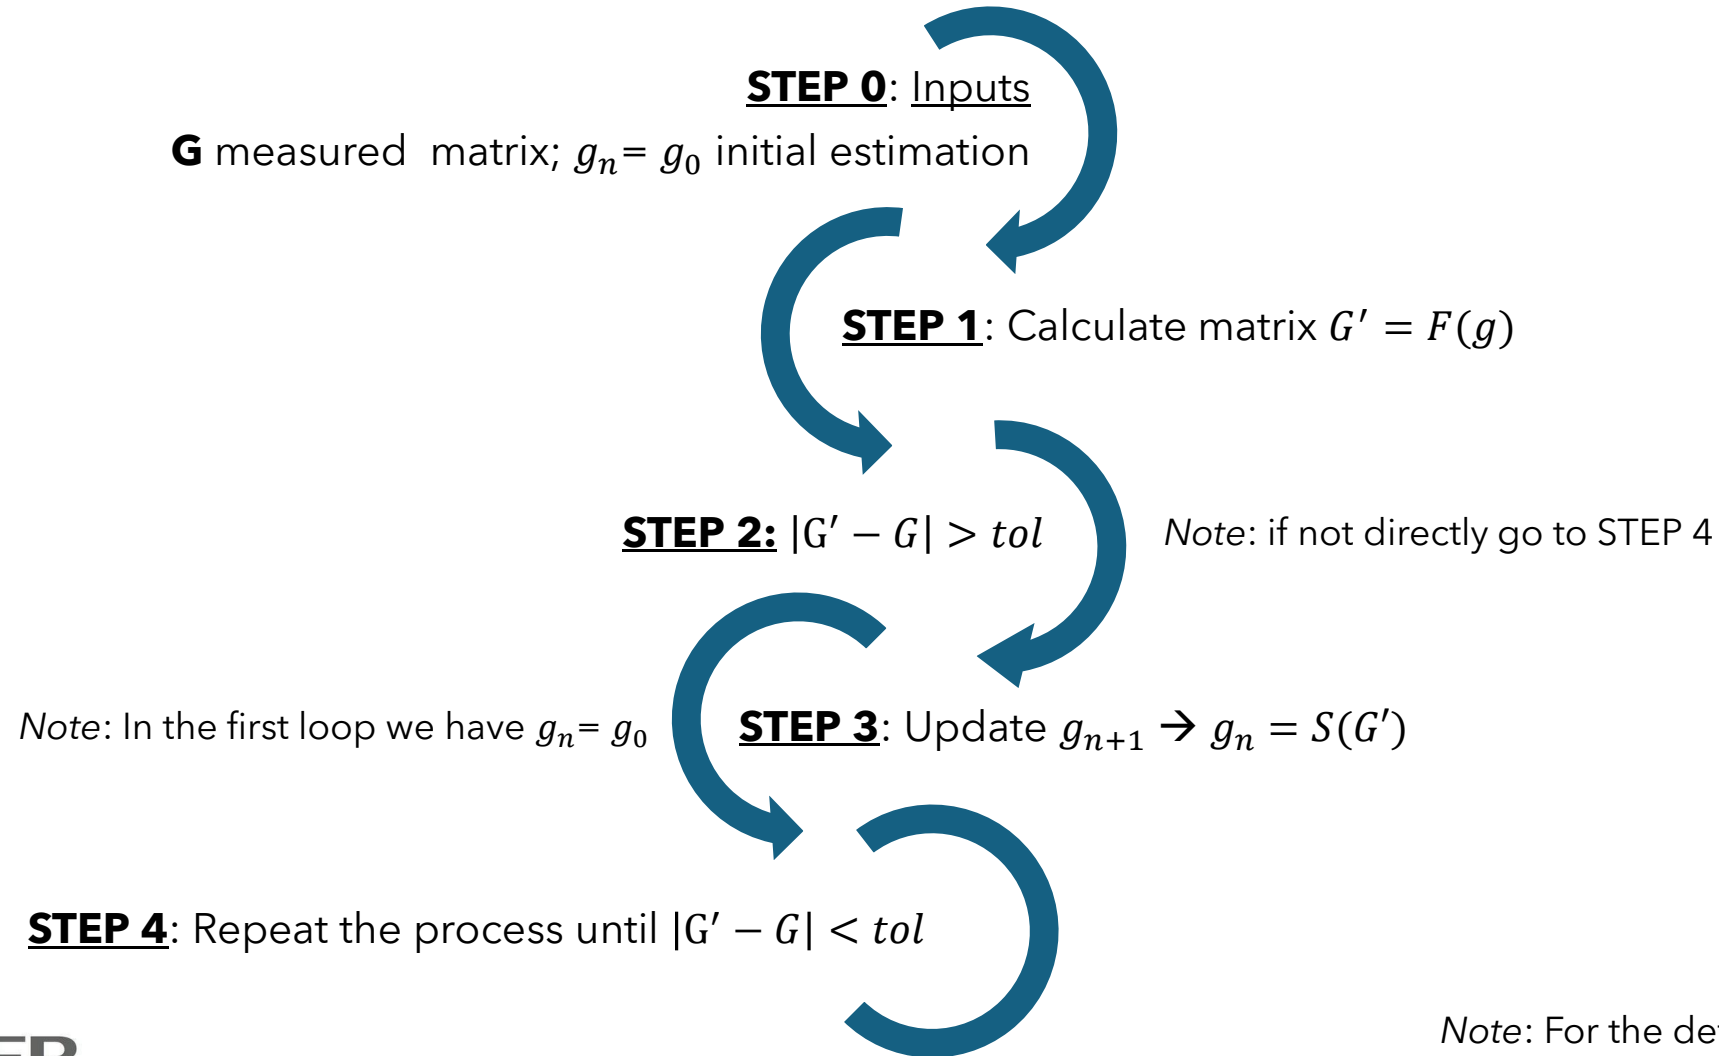 STEP 0: Inputs
G measured matrix; gₙ= g₀ initial estimation
STEP 1: Calculate matrix G′ = F(g)
STEP 2: |G′ − G| > tol
Note: if not directly go to STEP 4
Note: In the first loop we have gₙ= g₀
STEP 3: Update gₙ₊₁ → gₙ = S(G′)
STEP 4: Repeat the process until |G′ − G| < tol
Note: For the